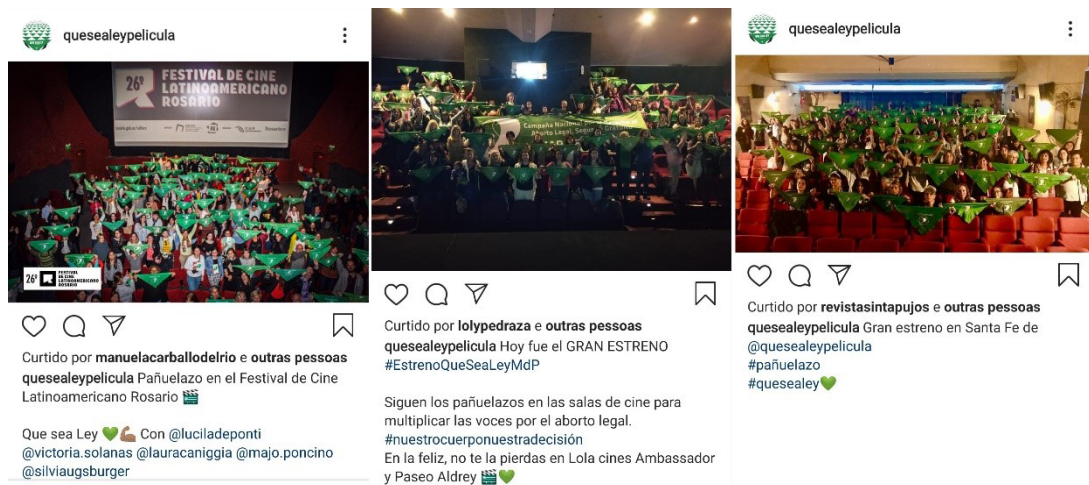 quesealeypelicula
26º
FESTIVAL DE CINE
LATINOAMERICANO
ROSARIO
26º
FESTIVAL
DE CINE
LATINOAMERICANO
ROSARIO
Curtido por manuelacarballodelrio e outras pessoas
quesealeypelicula Pañuelazo en el Festival de Cine
Latinoamericano Rosario 🎬
Que sea Ley 💚💪🏽 Con @luciladeponti
@victoria.solanas @lauracaniggia @majo.poncino
@silviaugsburger
Campaña Nacional
Aborto Legal, Seguro
Curtido por lolypedraza e outras pessoas
quesealeypelicula Hoy fue el GRAN ESTRENO
#EstrenoQueSeaLeyMdP
Siguen los pañuelazos en las salas de cine para
multiplicar las voces por el aborto legal.
#nuestrocuerponuestradecisión
En la feliz, no te la pierdas en Lola cines Ambassador
y Paseo Aldrey 🎬💚
quesealeypelicula
Curtido por revistasintapujos e outras pessoas
quesealeypelicula Gran estreno en Santa Fe de
@quesealeypelicula
#pañuelazo
#quesealey💚